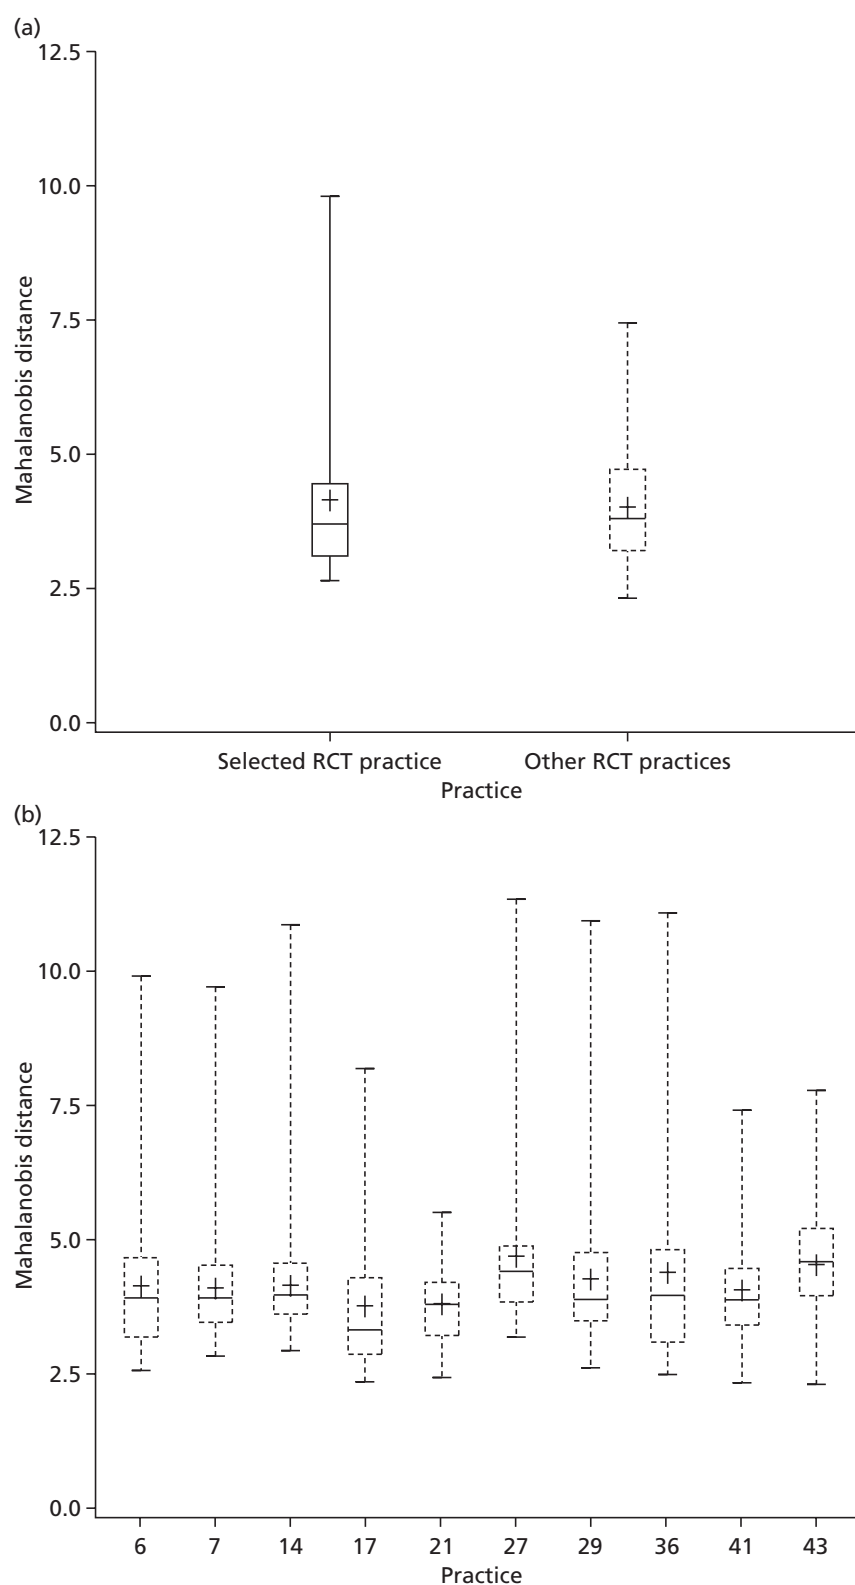 (a)
12.5
10.0
7.5
5.0
2.5
0.0
Mahalanobis distance
Selected RCT practice Other RCT practices
Practice
(b)
12.5
10.0
7.5
5.0
2.5
0.0
Mahalanobis distance
6 7 14 17 21 27 29 36 41 43
Practice